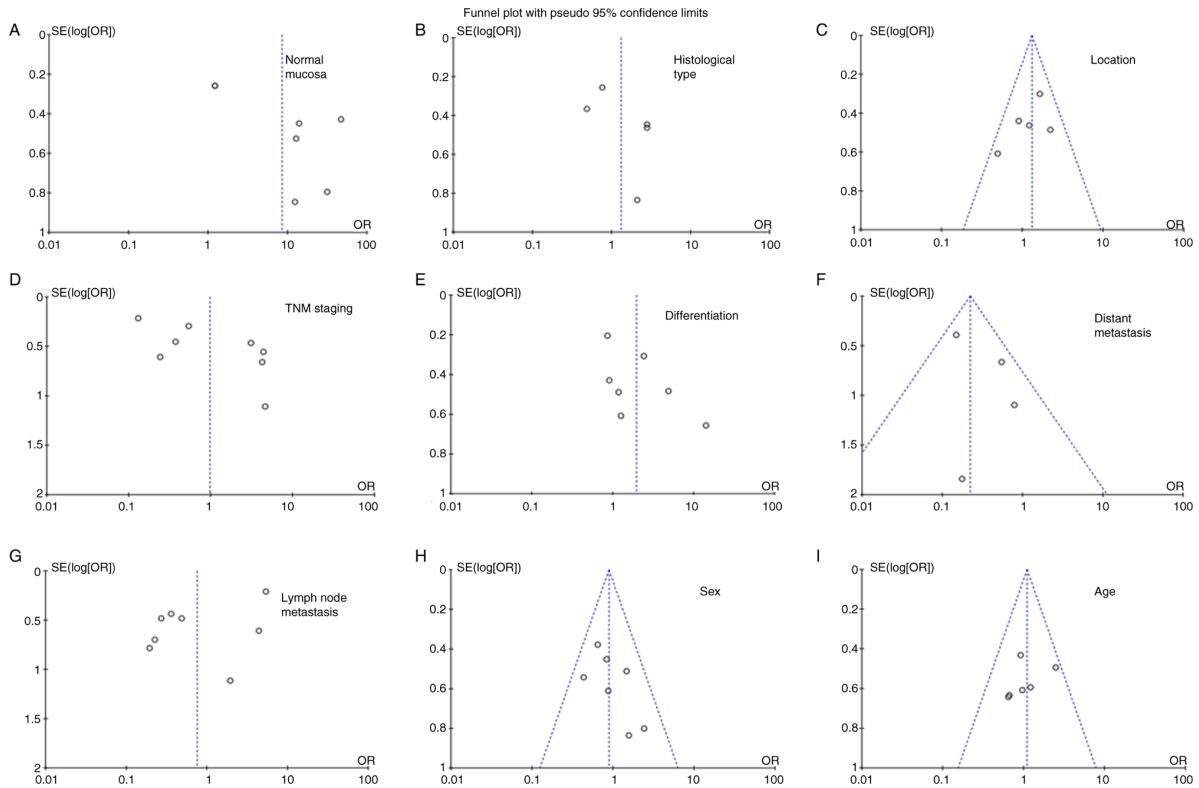 Funnel plot with pseudo 95% confidence limits
A
SE(log[OR])
Normal
mucosa
0
0.2
0.4
0.6
0.8
1
OR
0.01 0.1 1 10 100
B
SE(log[OR])
Histological
type
0
0.2
0.4
0.6
0.8
1
OR
0.01 0.1 1 10 100
C
SE(log[OR])
Location
0
0.2
0.4
0.6
0.8
1
OR
0.01 0.1 1 10 100
D
SE(log[OR])
TNM staging
0
0.5
1
1.5
2
OR
0.01 0.1 1 10 100
E
SE(log[OR])
Differentiation
0
0.2
0.4
0.6
0.8
1
OR
0.01 0.1 1 10 100
F
SE(log[OR])
Distant
metastasis
0
0.5
1
1.5
2
OR
0.01 0.1 1 10 100
G
SE(log[OR])
Lymph node
metastasis
0
0.5
1
1.5
2
OR
0.01 0.1 1 10 100
H
SE(log[OR])
Sex
0
0.2
0.4
0.6
0.8
1
OR
0.01 0.1 1 10 100
I
SE(log[OR])
Age
0
0.2
0.4
0.6
0.8
1
OR
0.01 0.1 1 10 100